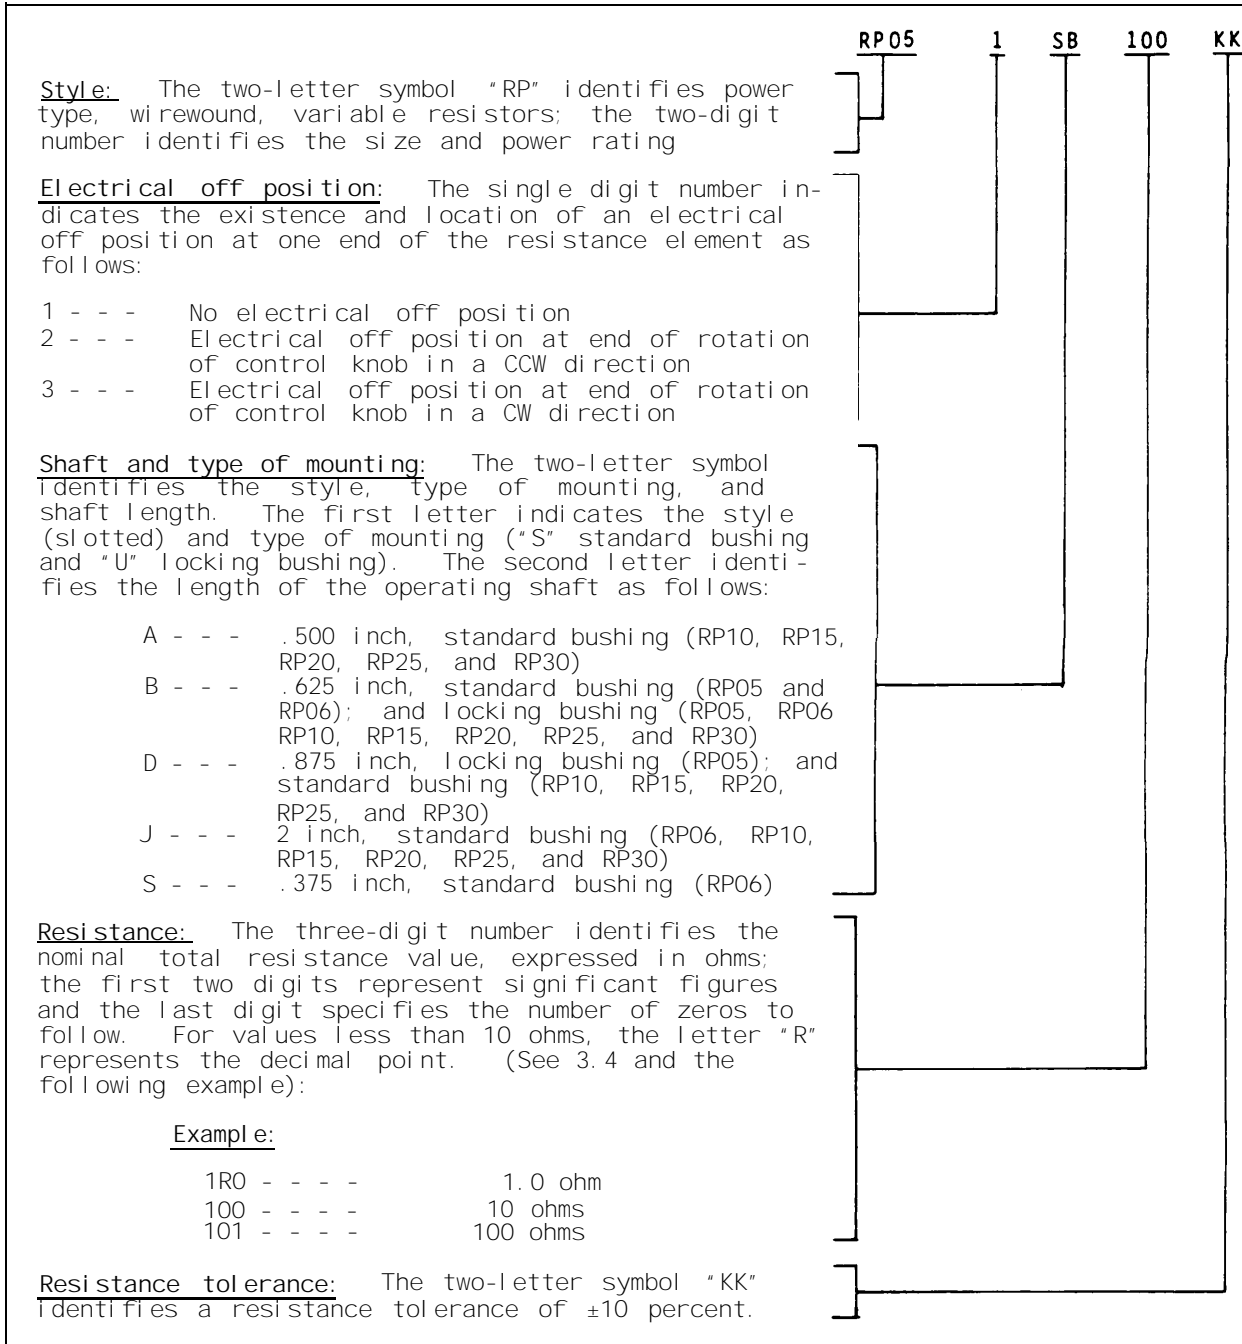 RP05 1 SB 100 KK
Style: The two-letter symbol "RP" identifies power
type, wirewound, variable resistors; the two-digit
number identifies the size and power rating
Electrical off position: The single digit number in-
dicates the existence and location of an electrical
off position at one end of the resistance element as
follows:
1 - - - No electrical off position
2 - - - Electrical off position at end of rotation
of control knob in a CCW direction
3 - - - Electrical off position at end of rotation
of control knob in a CW direction
Shaft and type of mounting: The two-letter symbol
identifies the style, type of mounting, and
shaft length. The first letter indicates the style
(slotted) and type of mounting ("S" standard bushing
and "U" locking bushing). The second letter identi-
fies the length of the operating shaft as follows:
A - - - .500 inch, standard bushing (RP10, RP15,
RP20, RP25, and RP30)
B - - - .625 inch, standard bushing (RP05 and
RP06); and locking bushing (RP05, RP06
RP10, RP15, RP20, RP25, and RP30)
D - - - .875 inch, locking bushing (RP05); and
standard bushing (RP10, RP15, RP20,
RP25, and RP30)
J - - - 2 inch, standard bushing (RP06, RP10,
RP15, RP20, RP25, and RP30)
S - - - .375 inch, standard bushing (RP06)
Resistance: The three-digit number identifies the
nominal total resistance value, expressed in ohms;
the first two digits represent significant figures
and the last digit specifies the number of zeros to
follow. For values less than 10 ohms, the letter "R"
represents the decimal point. (See 3.4 and the
following example):
Example:
1R0 - - - - 1.0 ohm
100 - - - - 10 ohms
101 - - - - 100 ohms
Resistance tolerance: The two-letter symbol "KK"
identifies a resistance tolerance of ±10 percent.